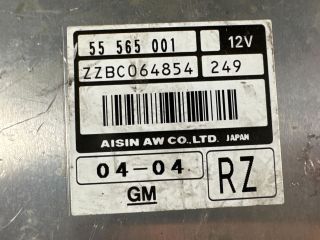 55 565 001 12V
ZZBC064854 249
AISIN AW CO., LTD. JAPAN
04-04 RZ
GM